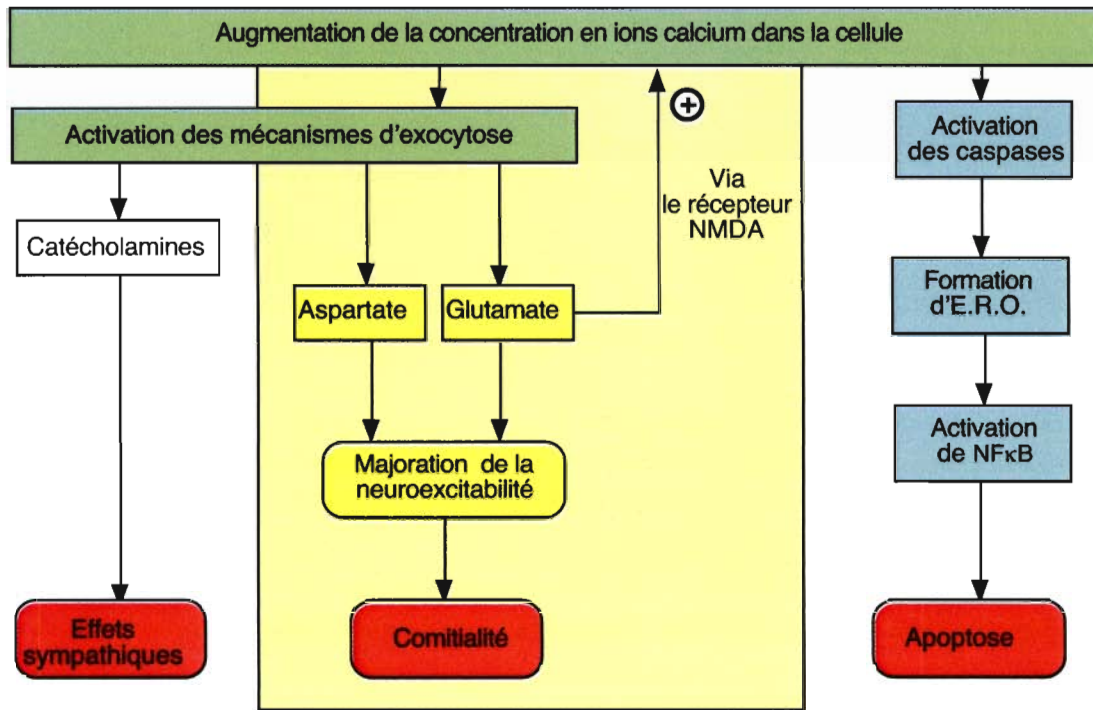 Augmentation de la concentration en ions calcium dans la cellule
Activation des mécanismes d'exocytose
Activation
des caspases
Via
le récepteur
NMDA
Catécholamines
Aspartate
Glutamate
Formation
d'E.R.O.
Majoration de la
neuroexcitabilité
Activation
de NFκB
Effets
sympathiques
Comitialité
Apoptose